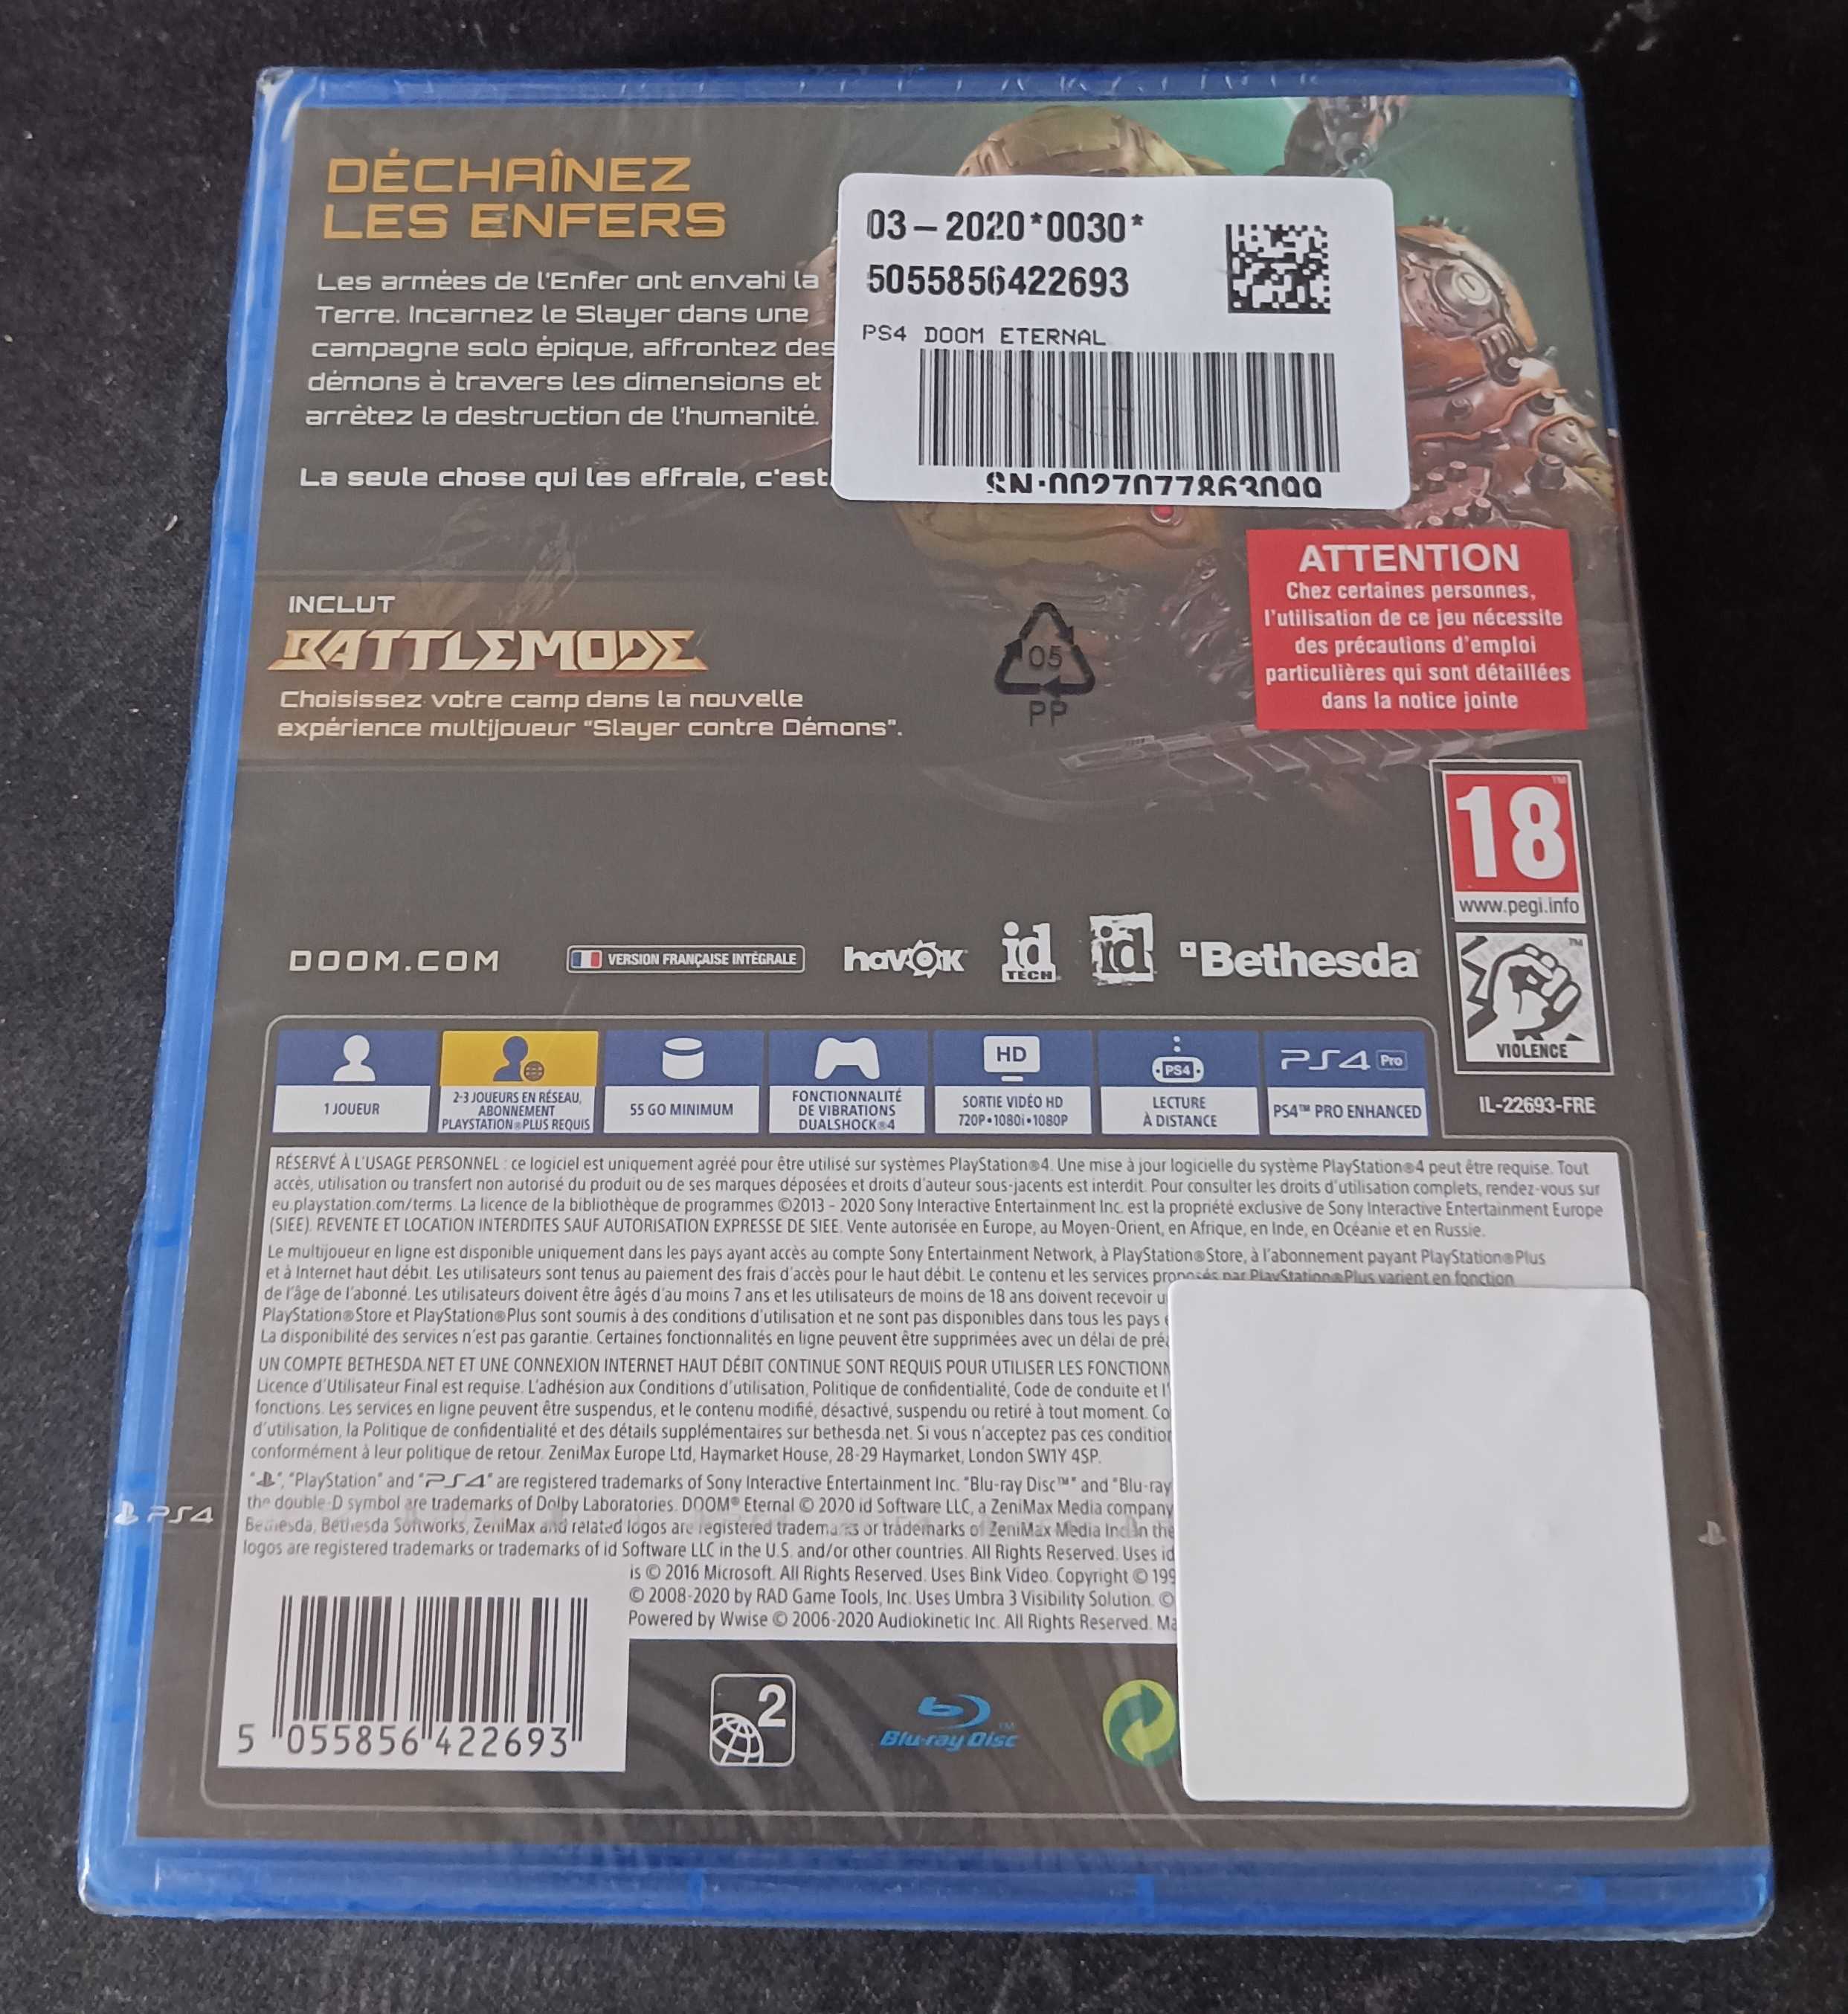 DÉCHAÎNEZ
LES ENFERS
Les armées de l'Enfer ont envahi la
Terre. Incarnez le Slayer dans une
campagne solo épique, affrontez des
démons à travers les dimensions et
arrêtez la destruction de l'humanité.
La seule chose qui les effraie, c'est
03-2020*0030*
5055856422693
PS4 DOOM ETERNAL
SN:0027077863099
ATTENTION
Chez certaines personnes,
l'utilisation de ce jeu nécessite
des précautions d'emploi
particulières qui sont détaillées
dans la notice jointe
INCLUT
BATTLEMODE
Choisissez votre camp dans la nouvelle
expérience multijoueur "Slayer contre Démons".
05
PP
18
www.pegi.info
VIOLENCE
DOOM.COM
VERSION FRANÇAISE INTÉGRALE
havok
id
TECH
id
Bethesda
1 JOUEUR
2-3 JOUEURS EN RÉSEAU,
ABONNEMENT
PLAYSTATION®PLUS REQUIS
55 GO MINIMUM
FONCTIONNALITÉ
DE VIBRATIONS
DUALSHOCK®4
HD
SORTIE VIDÉO HD
720P•1080i•1080P
PS4
LECTURE
À DISTANCE
PS4 Pro
PS4™ PRO ENHANCED
IL-22693-FRE
RÉSERVÉ À L'USAGE PERSONNEL : ce logiciel est uniquement agréé pour être utilisé sur systèmes PlayStation®4. Une mise à jour logicielle du système PlayStation®4 peut être requise. Tout
accès, utilisation ou transfert non autorisé du produit ou de ses marques déposées et droits d'auteur sous-jacents est interdit. Pour consulter les droits d'utilisation complets, rendez-vous sur
eu.playstation.com/terms. La licence de la bibliothèque de programmes ©2013 - 2020 Sony Interactive Entertainment Inc. est la propriété exclusive de Sony Interactive Entertainment Europe
(SIEE). REVENTE ET LOCATION INTERDITES SAUF AUTORISATION EXPRESSE DE SIEE. Vente autorisée en Europe, au Moyen-Orient, en Afrique, en Inde, en Océanie et en Russie.
Le multijoueur en ligne est disponible uniquement dans les pays ayant accès au compte Sony Entertainment Network, à PlayStation®Store, à l'abonnement payant PlayStation®Plus
et à Internet haut débit. Les utilisateurs sont tenus au paiement des frais d'accès pour le haut débit. Le contenu et les services proposés par PlayStation®Plus varient en fonction
de l'âge de l'abonné. Les utilisateurs doivent être âgés d'au moins 7 ans et les utilisateurs de moins de 18 ans doivent recevoir
PlayStation®Store et PlayStation®Plus sont soumis à des conditions d'utilisation et ne sont pas disponibles dans tous les pays
La disponibilité des services n'est pas garantie. Certaines fonctionnalités en ligne peuvent être supprimées avec un délai de pré
UN COMPTE BETHESDA.NET ET UNE CONNEXION INTERNET HAUT DÉBIT CONTINUE SONT REQUIS POUR UTILISER LES FONCTIONN
Licence d'Utilisateur Final est requise. L'adhésion aux Conditions d'utilisation, Politique de confidentialité, Code de conduite et l'
fonctions. Les services en ligne peuvent être suspendus, et le contenu modifié, désactivé, suspendu ou retiré à tout moment. Co
d'utilisation, la Politique de confidentialité et des détails supplémentaires sur bethesda.net. Si vous n'acceptez pas ces condition
conformément à leur politique de retour. ZeniMax Europe Ltd, Haymarket House, 28-29 Haymarket, London SW1Y 4SP.
"", "PlayStation" and "PS4" are registered trademarks of Sony Interactive Entertainment Inc. "Blu-ray Disc™" and "Blu-ray
the double-D symbol are trademarks of Dolby Laboratories. DOOM® Eternal © 2020 id Software LLC, a ZeniMax Media company
Bethesda, Bethesda Softworks, ZeniMax and related logos are registered trademarks or trademarks of ZeniMax Media Inc. in the
logos are registered trademarks or trademarks of id Software LLC in the U.S. and/or other countries. All Rights Reserved. Uses id
is © 2016 Microsoft. All Rights Reserved. Uses Bink Video. Copyright © 199
© 2008-2020 by RAD Game Tools, Inc. Uses Umbra 3 Visibility Solution. ©
Powered by Wwise © 2006-2020 Audiokinetic Inc. All Rights Reserved. Ma
PS4
5 055856 422693
2
Blu-ray Disc™